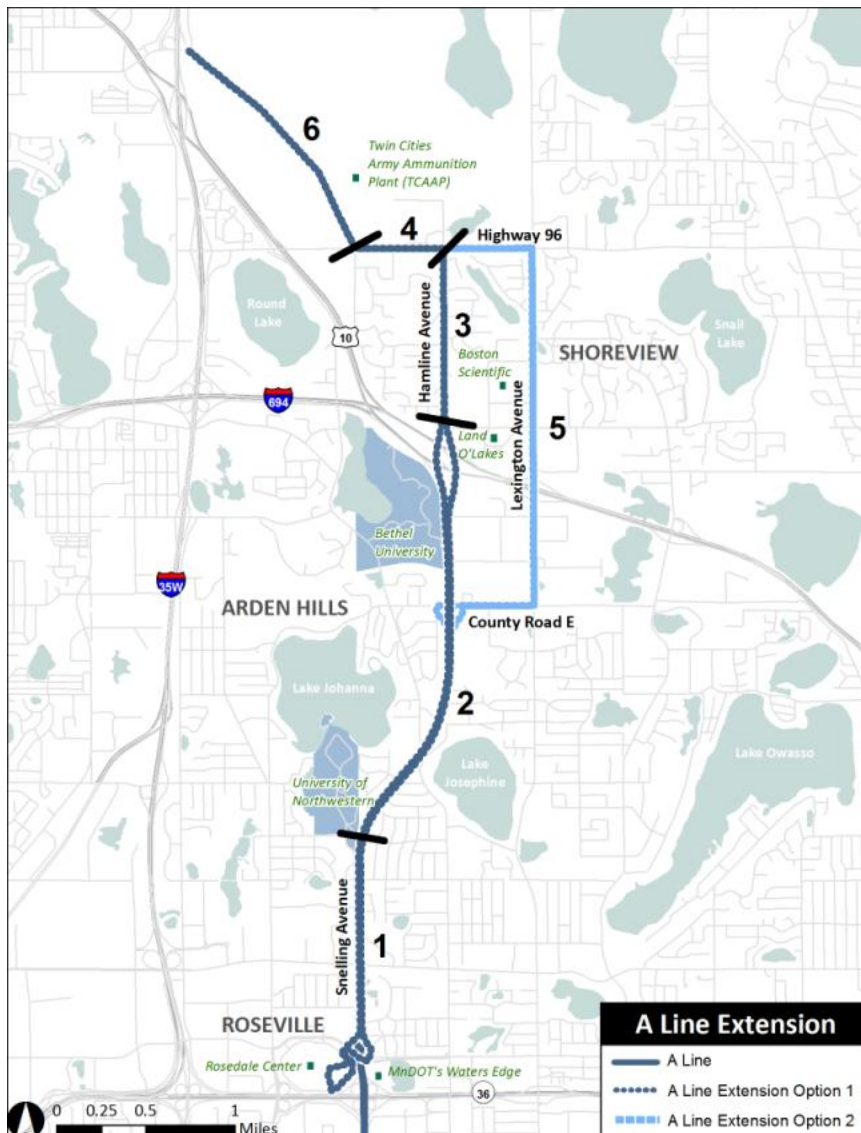 6
Twin Cities
Army Ammunition
Plant (TCAAP)
4
Highway 96
Round
Lake
10
Hamline Avenue
3
Boston
Scientific
SHOREVIEW
Snail
Lake
694
Land
O'Lakes
Lexington Avenue
5
Bethel
University
35W
ARDEN HILLS
County Road E
Lake Johanna
2
Lake
Josephine
Lake Owasso
University of
Northwestern
Snelling Avenue
1
ROSEVILLE
Rosedale Center
MnDOT's Waters Edge
36
0 0.25 0.5 1
Miles
A Line Extension
A Line
A Line Extension Option 1
A Line Extension Option 2